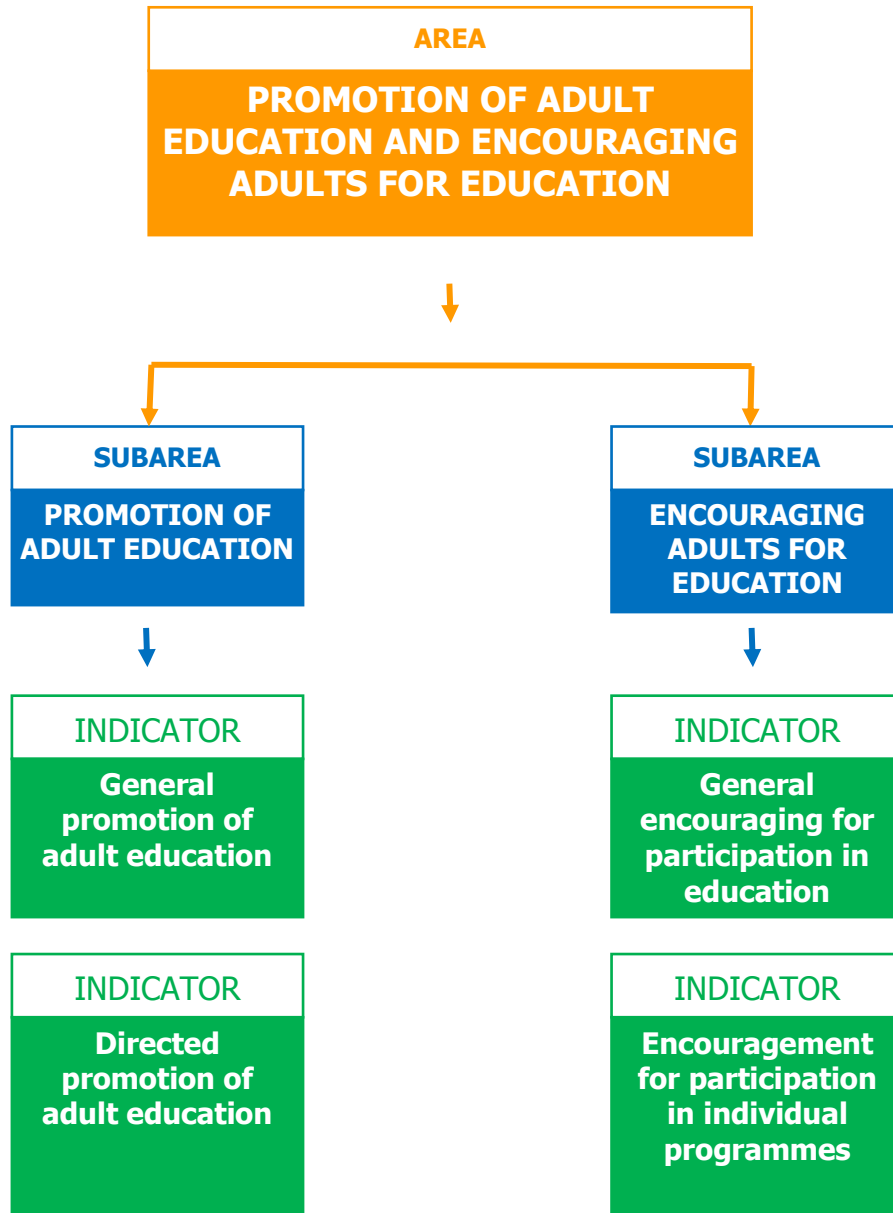 AREA
PROMOTION OF ADULT
EDUCATION AND ENCOURAGING
ADULTS FOR EDUCATION
SUBAREA
PROMOTION OF
ADULT EDUCATION
SUBAREA
ENCOURAGING
ADULTS FOR
EDUCATION
INDICATOR
General
promotion of
adult education
INDICATOR
General
encouraging for
participation in
education
INDICATOR
Directed
promotion of
adult education
INDICATOR
Encouragement
for participation
in individual
programmes